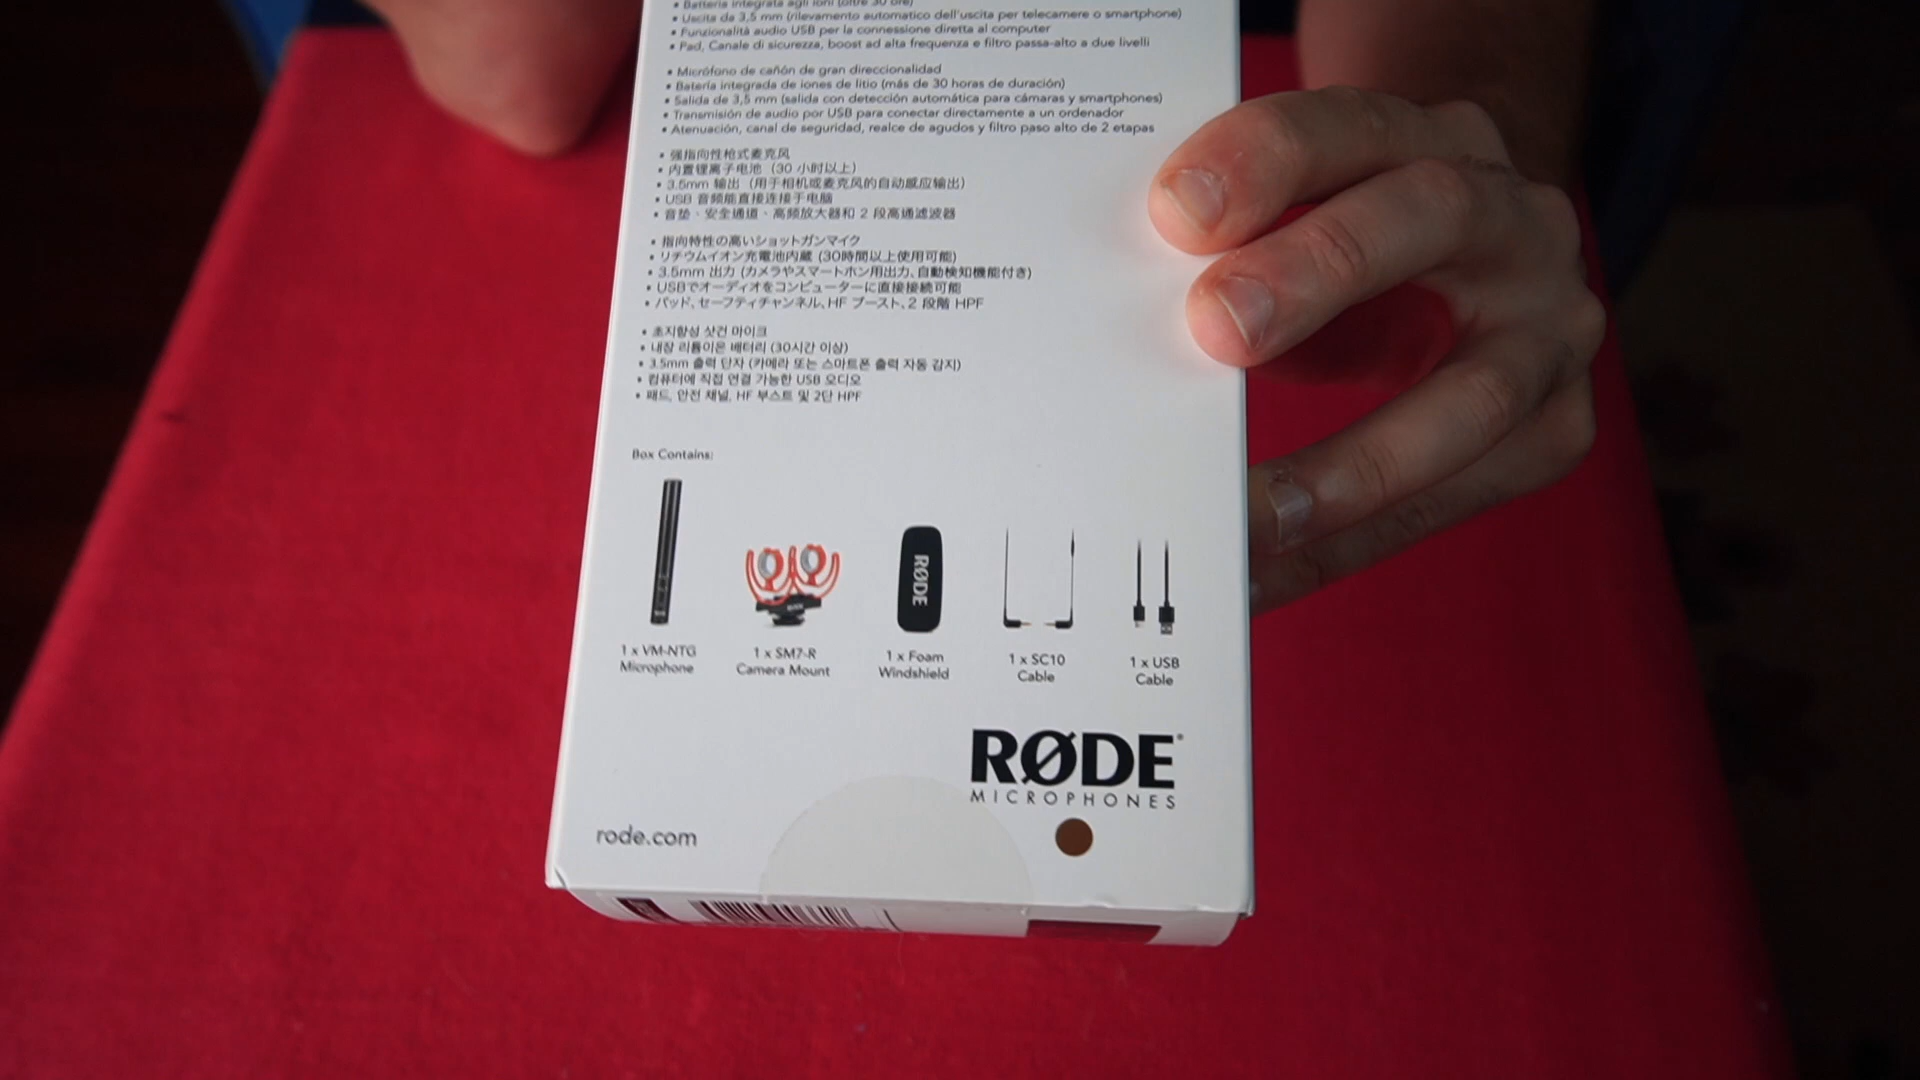 • Batteria integrata agli ioni (oltre 30 ore)
• Uscita da 3,5 mm (rilevamento automatico dell'uscita per telecamere o smartphone)
• Funzionalità audio USB per la connessione diretta al computer
• Pad, Canale di sicurezza, boost ad alta frequenza e filtro passa-alto a due livelli
• Micrófono de cañón de gran direccionalidad
• Batería integrada de iones de litio (más de 30 horas de duración)
• Salida de 3,5 mm (salida con detección automática para cámaras y smartphones)
• Transmisión de audio por USB para conectar directamente a un ordenador
• Atenuación, canal de seguridad, realce de agudos y filtro paso alto de 2 etapas
• 强指向性枪式麦克风
• 内置锂离子电池（30 小时以上）
• 3.5mm 输出（用于相机或麦克风的自动感应输出）
• USB 音频能直接连接于电脑
• 音垫、安全通道、高频放大器和 2 段高通滤波器
• 指向特性の高いショットガンマイク
• リチウムイオン充電池内蔵 (30時間以上使用可能)
• 3.5mm 出力 (カメラやスマートホン用出力、自動検知機能付き)
• USBでオーディオをコンピューターに直接接続可能
• パッド、セーフティチャンネル、HF ブースト、2 段階 HPF
• 초지향성 샷건 마이크
• 내장 리튬이온 배터리 (30시간 이상)
• 3.5mm 출력 단자 (카메라 또는 스마트폰 출력 자동 감지)
• 컴퓨터에 직접 연결 가능한 USB 오디오
• 패드, 안전 채널, HF 부스트 및 2단 HPF
Box Contains:
RØDE
1 x VM-NTG
Microphone
1 x SM7-R
Camera Mount
1 x Foam
Windshield
1 x SC10
Cable
1 x USB
Cable
RØDE
MICROPHONES
rode.com